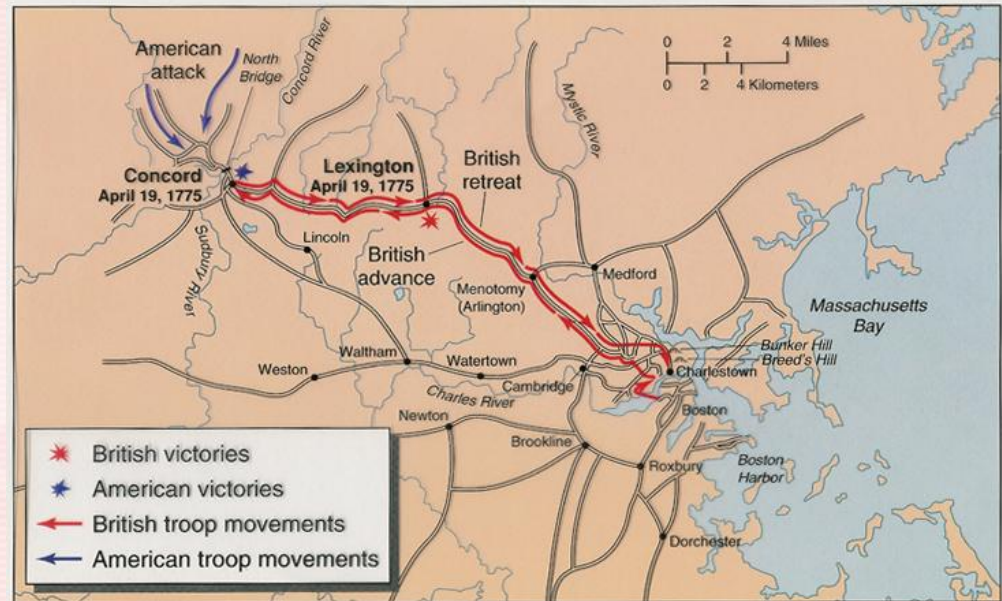 American
attack
North
Bridge
Concord River
0 2 4 Miles
0 2 4 Kilometers
Mystic River
Concord
April 19, 1775
Lexington
April 19, 1775
British
retreat
Sudbury River
Lincoln
British
advance
Menotomy
(Arlington)
Medford
Massachusetts
Bay
Bunker Hill
Breed's Hill
Charlestown
Waltham
Watertown
Weston
Cambridge
Charles River
Boston
Newton
Brookline
Roxbury
Boston
Harbor
Dorchester
British victories
American victories
British troop movements
American troop movements